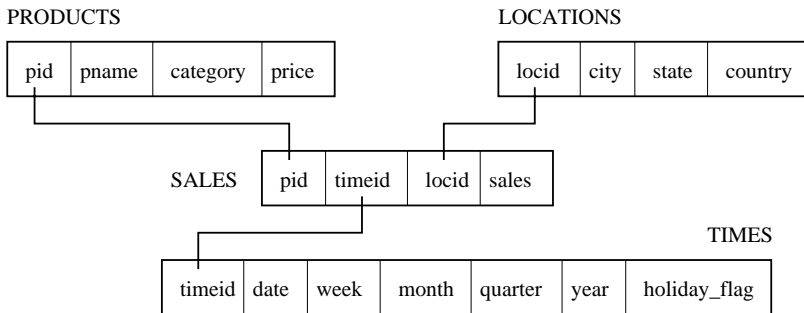 PRODUCTS LOCATIONS
pid pname category price locid city state country
SALES pid timeid locid sales
TIMES
timeid date week month quarter year holiday_flag